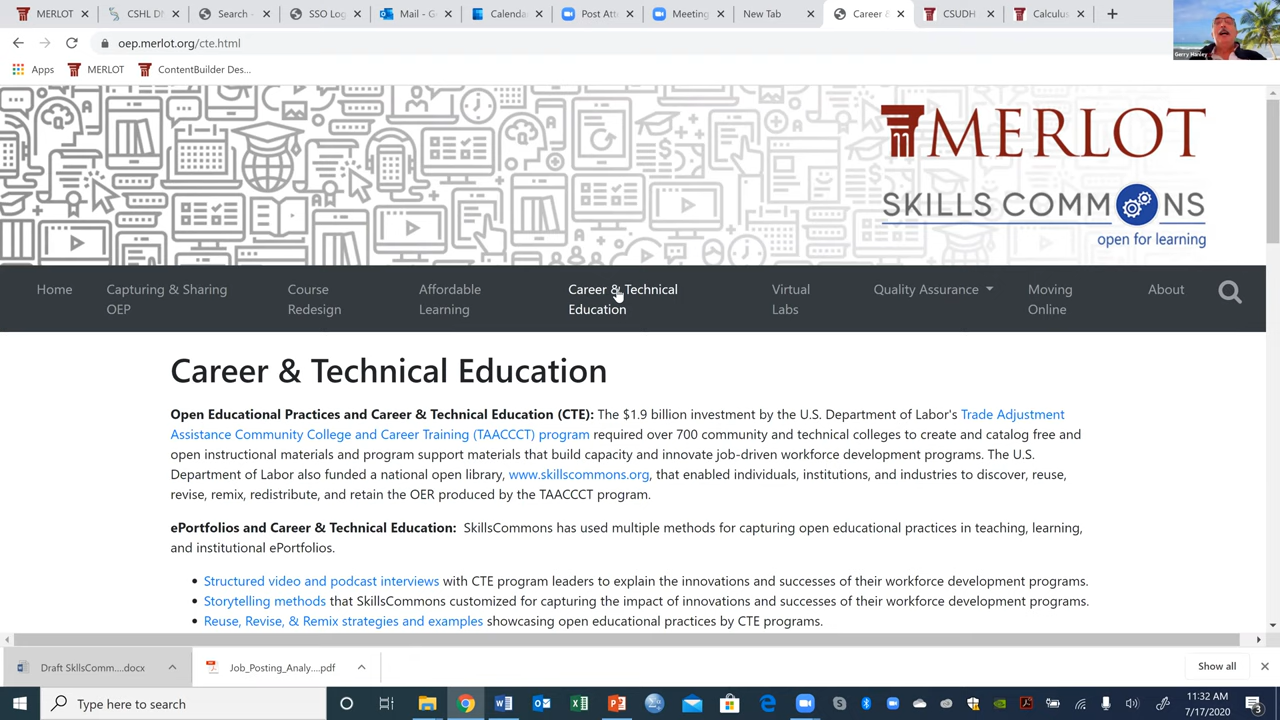 MERLOT
CSHL DN
Search -
SSO Log
Mail - G
Calenda
Post Att
Meeting
New Tab
Career &
CSUDH
Calculus
oep.merlot.org/cte.html
Gerry Hanley
Apps
MERLOT
ContentBuilder Des...
MERLOT
SKILLS COMMONS
open for learning
Home
Capturing & Sharing
OEP
Course
Redesign
Affordable
Learning
Career & Technical
Education
Virtual
Labs
Quality Assurance
Moving
Online
About
Career & Technical Education
Open Educational Practices and Career & Technical Education (CTE): The $1.9 billion investment by the U.S. Department of Labor's Trade Adjustment
Assistance Community College and Career Training (TAACCCT) program required over 700 community and technical colleges to create and catalog free and
open instructional materials and program support materials that build capacity and innovate job-driven workforce development programs. The U.S.
Department of Labor also funded a national open library, www.skillscommons.org, that enabled individuals, institutions, and industries to discover, reuse,
revise, remix, redistribute, and retain the OER produced by the TAACCCT program.
ePortfolios and Career & Technical Education: SkillsCommons has used multiple methods for capturing open educational practices in teaching, learning,
and institutional ePortfolios.
• Structured video and podcast interviews with CTE program leaders to explain the innovations and successes of their workforce development programs.
• Storytelling methods that SkillsCommons customized for capturing the impact of innovations and successes of their workforce development programs.
• Reuse, Revise, & Remix strategies and examples showcasing open educational practices by CTE programs.
Draft SkllsComm....docx
Job_Posting_Analy....pdf
Show all
Type here to search
11:32 AM
7/17/2020
3